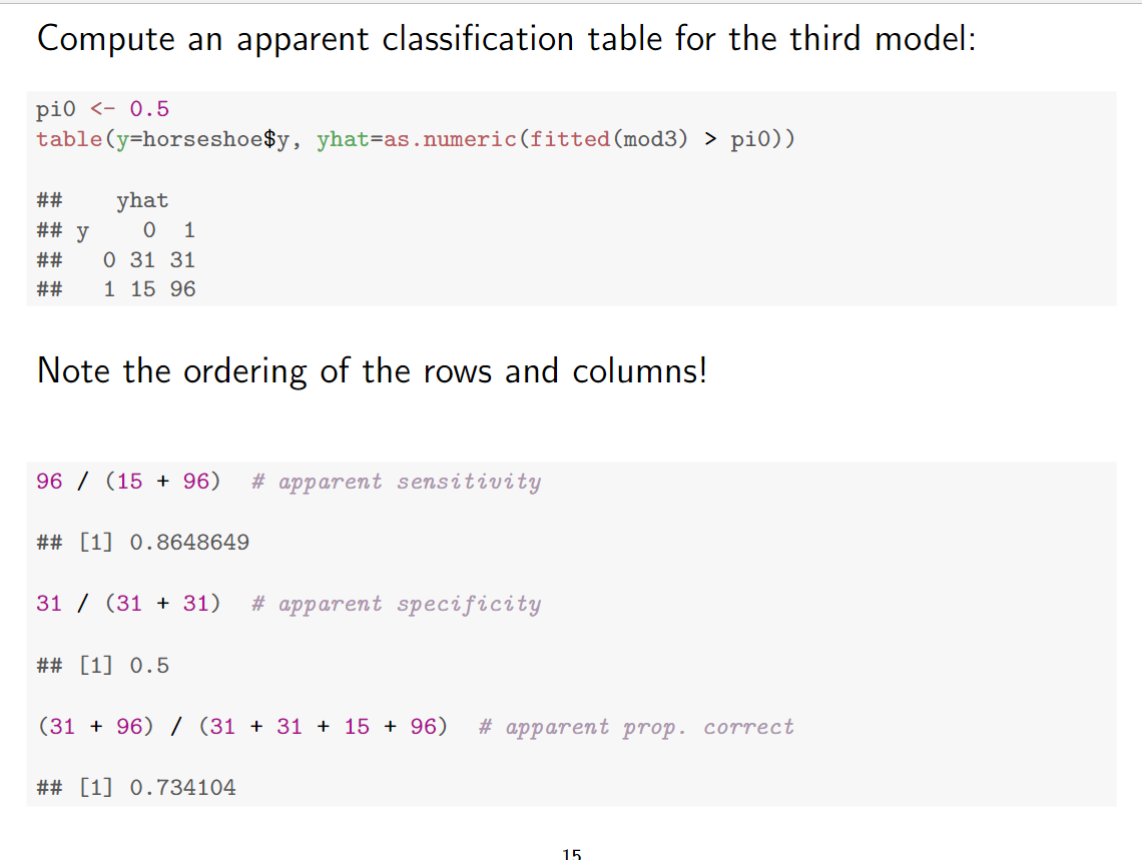 Compute an apparent classification table for the third model:
pi0 <- 0.5
table(y=horseshoe$y, yhat=as.numeric(fitted(mod3) > pi0))
##    yhat
## y    0  1
##   0 31 31
##   1 15 96
Note the ordering of the rows and columns!
96 / (15 + 96)  # apparent sensitivity
## [1] 0.8648649
31 / (31 + 31)  # apparent specificity
## [1] 0.5
(31 + 96) / (31 + 31 + 15 + 96)  # apparent prop. correct
## [1] 0.734104
15